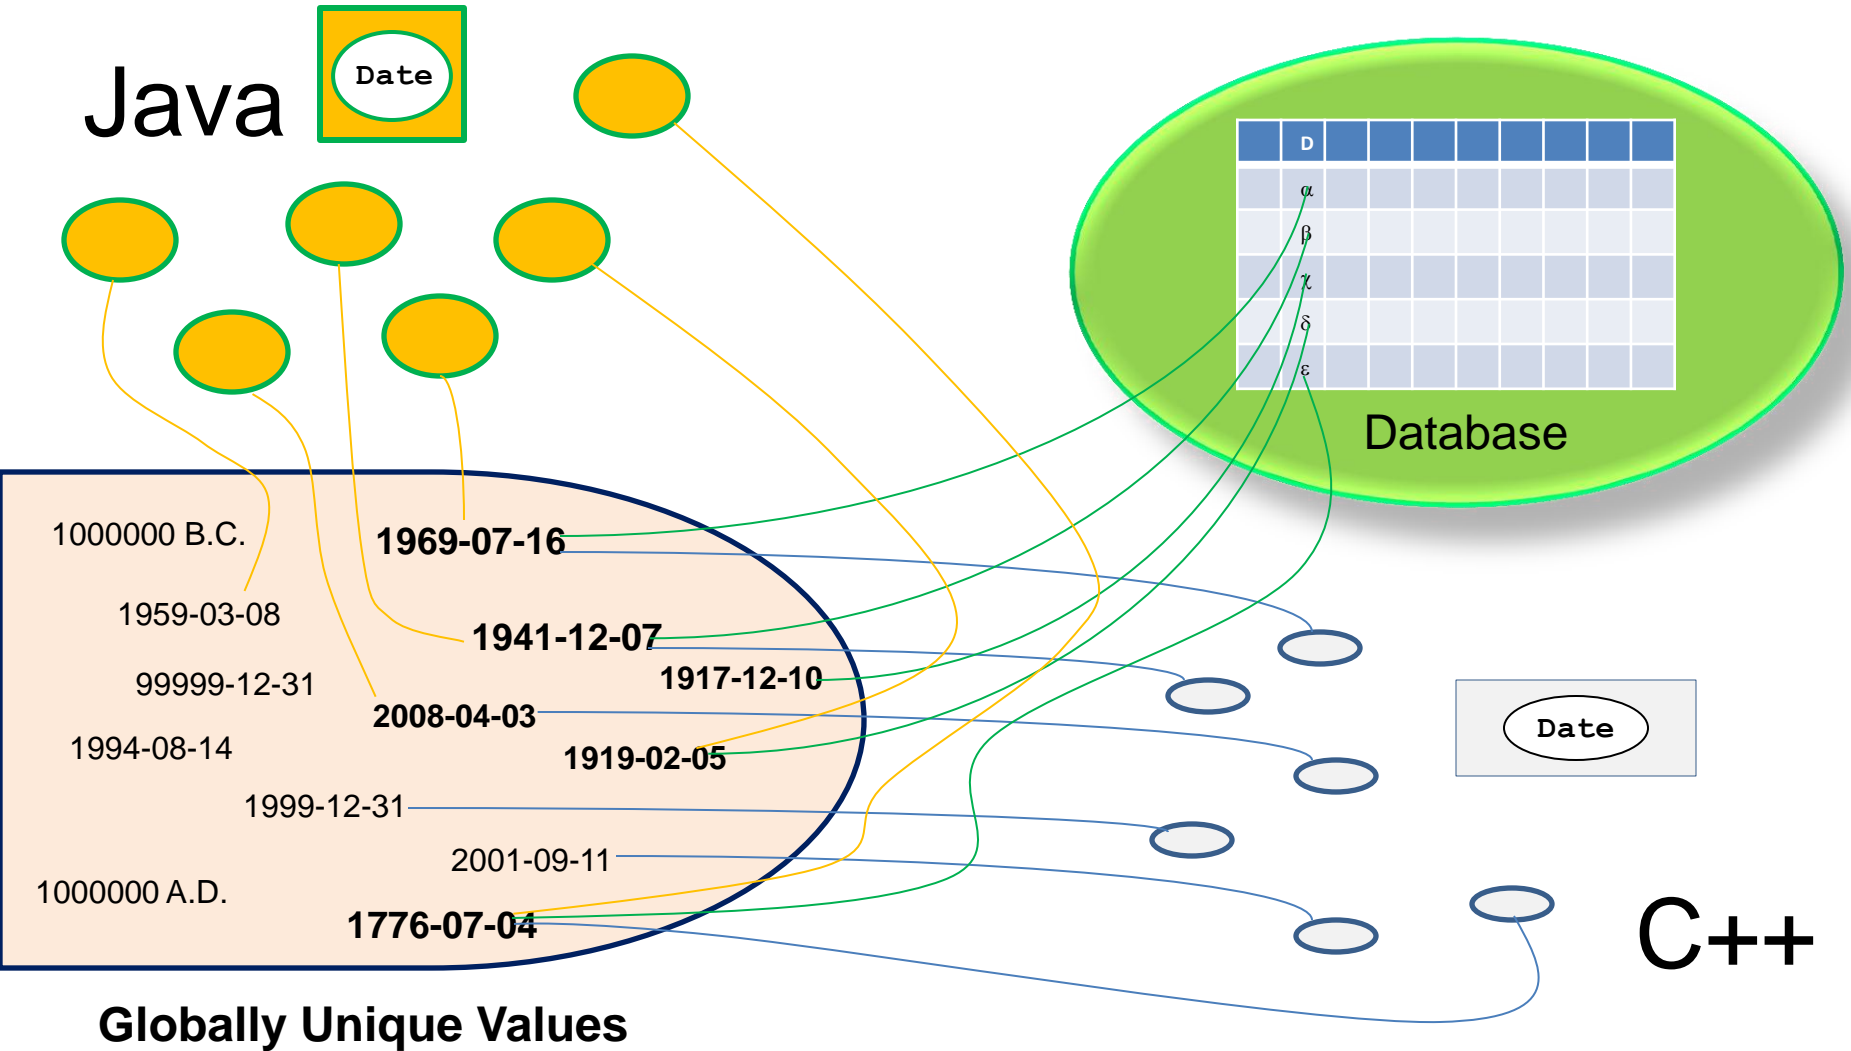 Java
Date
D
α
β
χ
δ
ε
Database
1000000 B.C.
1969-07-16
1959-03-08
1941-12-07
99999-12-31
1917-12-10
2008-04-03
1994-08-14
1919-02-05
1999-12-31
2001-09-11
1000000 A.D.
1776-07-04
Date
C++
Globally Unique Values